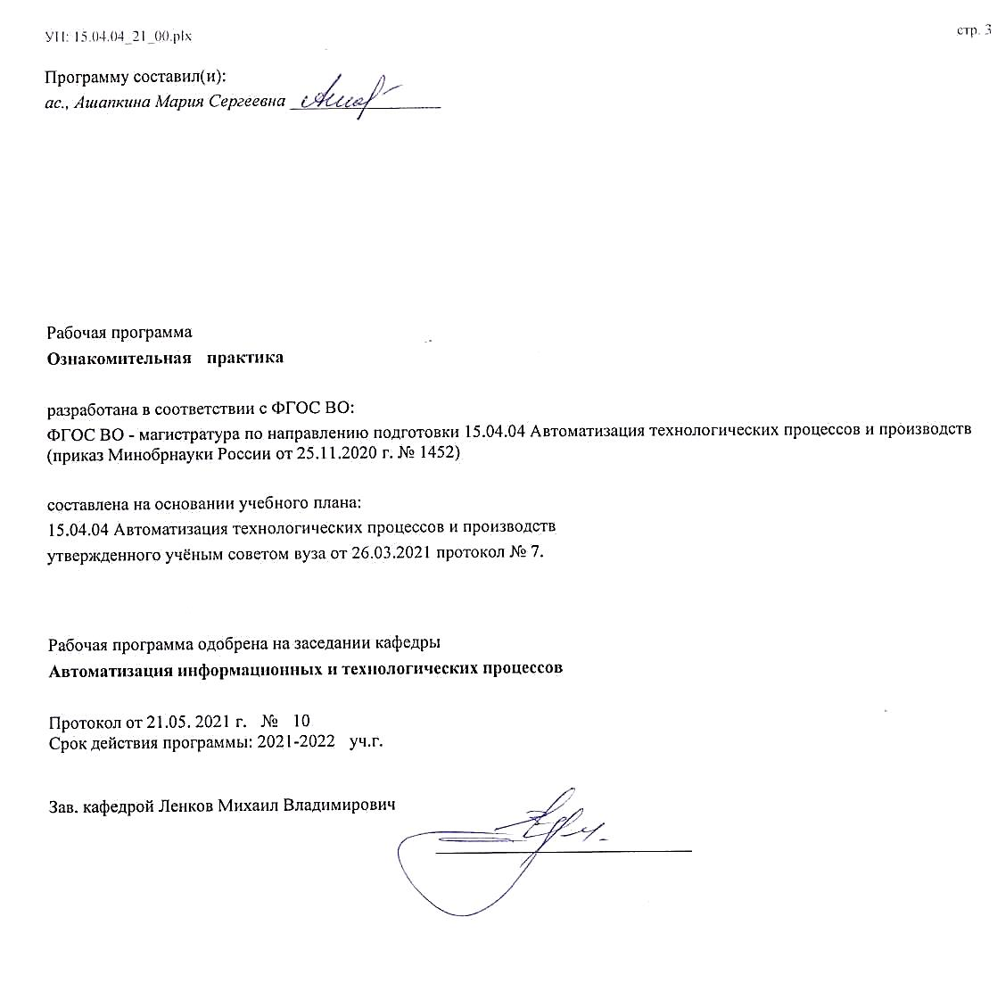 УП: 15.04.04_21_00.plx
стр. 3
Программу составил(и):
ас., Ашапкина Мария Сергеевна
Рабочая программа
Ознакомительная практика
разработана в соответствии с ФГОС ВО:
ФГОС ВО - магистратура по направлению подготовки 15.04.04 Автоматизация технологических процессов и производств
(приказ Минобрнауки России от 25.11.2020 г. № 1452)
составлена на основании учебного плана:
15.04.04 Автоматизация технологических процессов и производств
утвержденного учёным советом вуза от 26.03.2021 протокол № 7.
Рабочая программа одобрена на заседании кафедры
Автоматизация информационных и технологических процессов
Протокол от 21.05. 2021 г. № 10
Срок действия программы: 2021-2022 уч.г.
Зав. кафедрой Ленков Михаил Владимирович